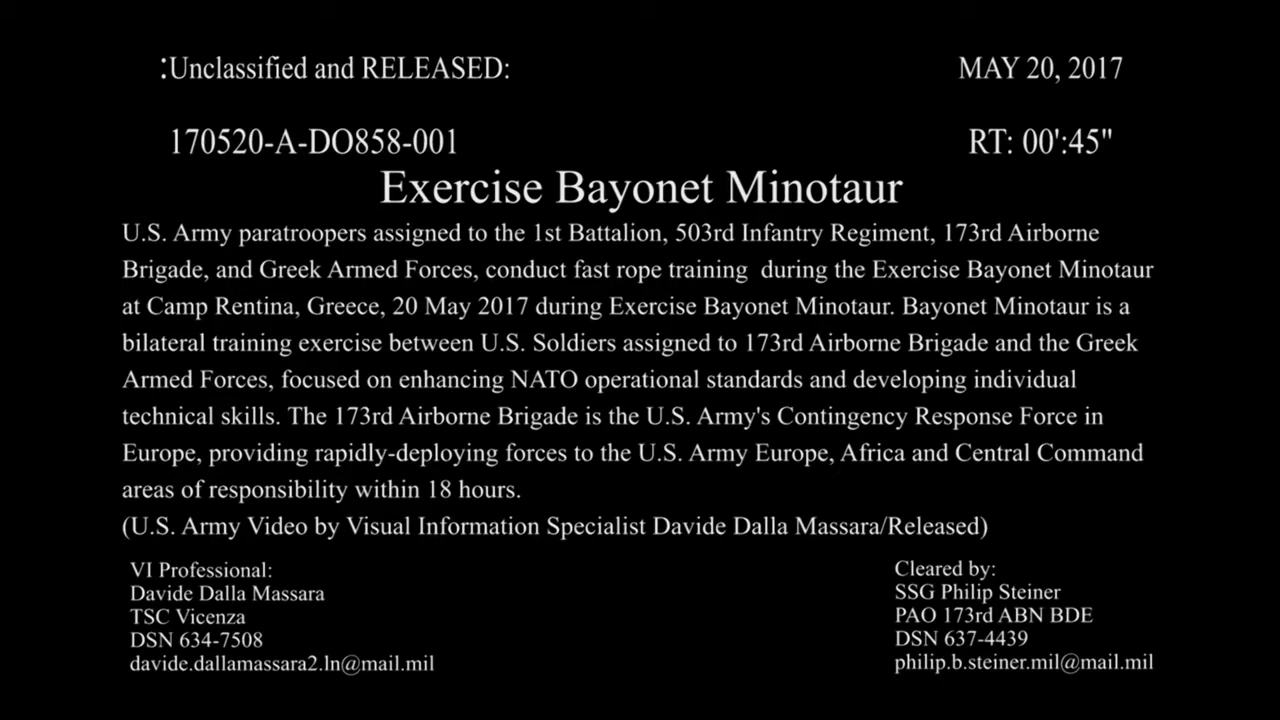 :Unclassified and RELEASED:
MAY 20, 2017
170520-A-DO858-001
RT: 00':45"
Exercise Bayonet Minotaur
U.S. Army paratroopers assigned to the 1st Battalion, 503rd Infantry Regiment, 173rd Airborne
Brigade, and Greek Armed Forces, conduct fast rope training  during the Exercise Bayonet Minotaur
at Camp Rentina, Greece, 20 May 2017 during Exercise Bayonet Minotaur. Bayonet Minotaur is a
bilateral training exercise between U.S. Soldiers assigned to 173rd Airborne Brigade and the Greek
Armed Forces, focused on enhancing NATO operational standards and developing individual
technical skills. The 173rd Airborne Brigade is the U.S. Army's Contingency Response Force in
Europe, providing rapidly-deploying forces to the U.S. Army Europe, Africa and Central Command
areas of responsibility within 18 hours.
(U.S. Army Video by Visual Information Specialist Davide Dalla Massara/Released)
VI Professional:
Davide Dalla Massara
TSC Vicenza
DSN 634-7508
davide.dallamassara2.ln@mail.mil
Cleared by:
SSG Philip Steiner
PAO 173rd ABN BDE
DSN 637-4439
philip.b.steiner.mil@mail.mil